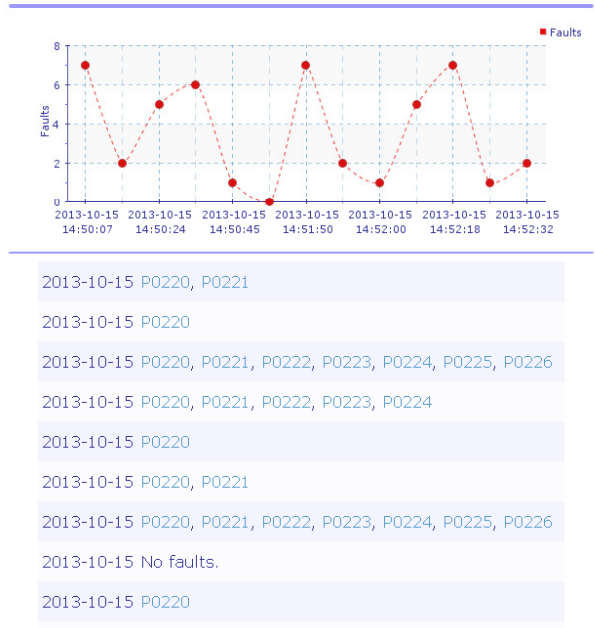 Faults
8
6
4
2
0
Faults
2013-10-15 2013-10-15 2013-10-15 2013-10-15 2013-10-15 2013-10-15 2013-10-15
14:50:07 14:50:24 14:50:45 14:51:50 14:52:00 14:52:18 14:52:32
2013-10-15 P0220, P0221
2013-10-15 P0220
2013-10-15 P0220, P0221, P0222, P0223, P0224, P0225, P0226
2013-10-15 P0220, P0221, P0222, P0223, P0224
2013-10-15 P0220
2013-10-15 P0220, P0221
2013-10-15 P0220, P0221, P0222, P0223, P0224, P0225, P0226
2013-10-15 No faults.
2013-10-15 P0220